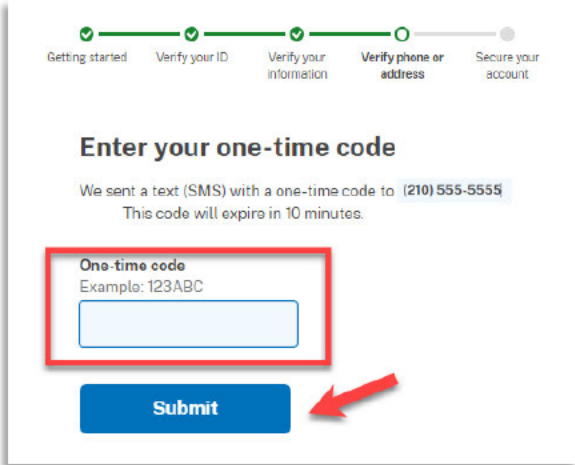 Getting started Verify your ID Verify your information Verify phone or address Secure your account
Enter your one-time code
We sent a text (SMS) with a one-time code to (210) 555-5555
This code will expire in 10 minutes.
One-time code
Example: 123ABC
Submit